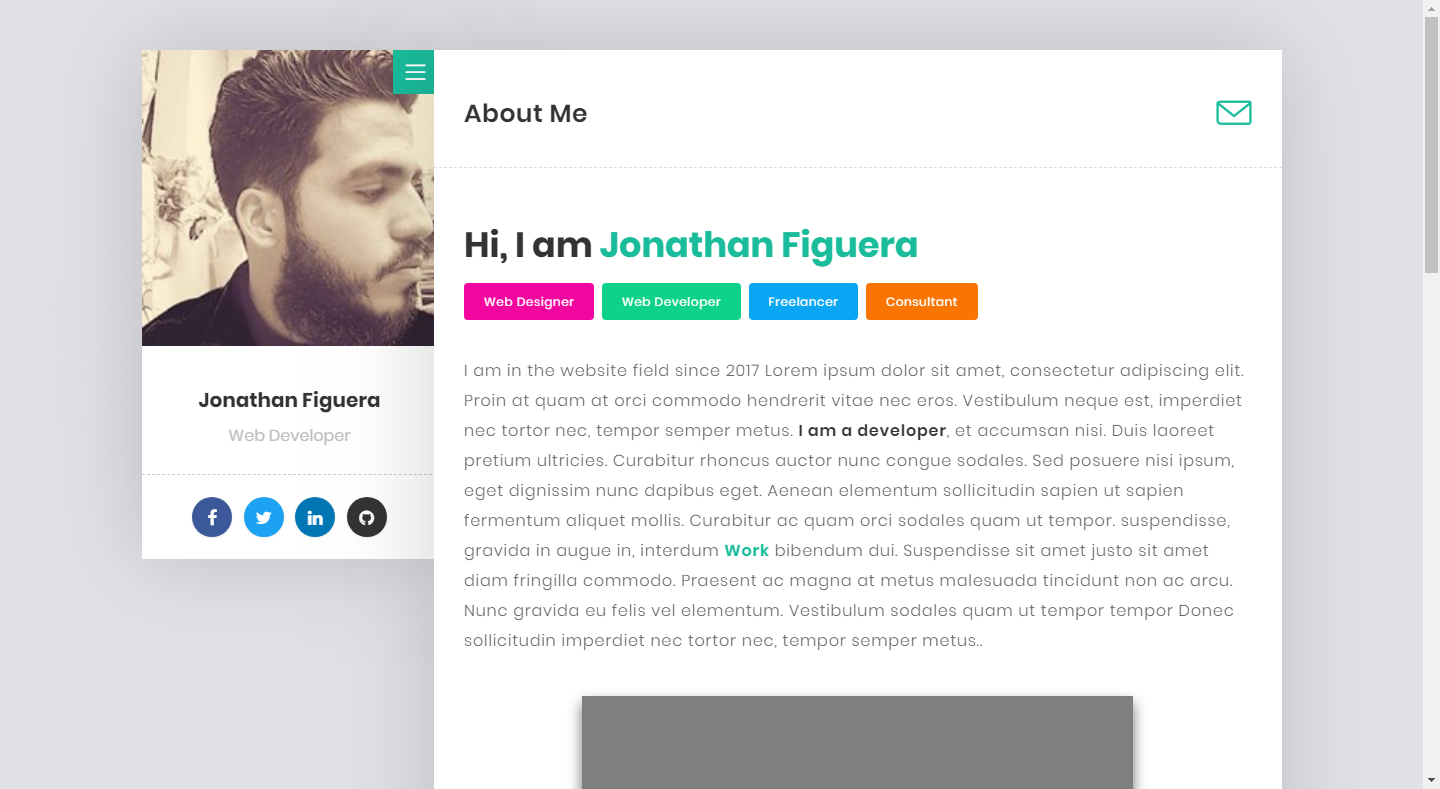 About Me
Hi, I am Jonathan Figuera
Web Designer Web Developer Freelancer Consultant
I am in the website field since 2017 Lorem ipsum dolor sit amet, consectetur adipiscing elit.
Proin at quam at orci commodo hendrerit vitae nec eros. Vestibulum neque est, imperdiet
nec tortor nec, tempor semper metus. I am a developer, et accumsan nisi. Duis laoreet
pretium ultricies. Curabitur rhoncus auctor nunc congue sodales. Sed posuere nisi ipsum,
eget dignissim nunc dapibus eget. Aenean elementum sollicitudin sapien ut sapien
fermentum aliquet mollis. Curabitur ac quam orci sodales quam ut tempor. suspendisse,
gravida in augue in, interdum Work bibendum dui. Suspendisse sit amet justo sit amet
diam fringilla commodo. Praesent ac magna at metus malesuada tincidunt non ac arcu.
Nunc gravida eu felis vel elementum. Vestibulum sodales quam ut tempor tempor Donec
sollicitudin imperdiet nec tortor nec, tempor semper metus..
Jonathan Figuera
Web Developer